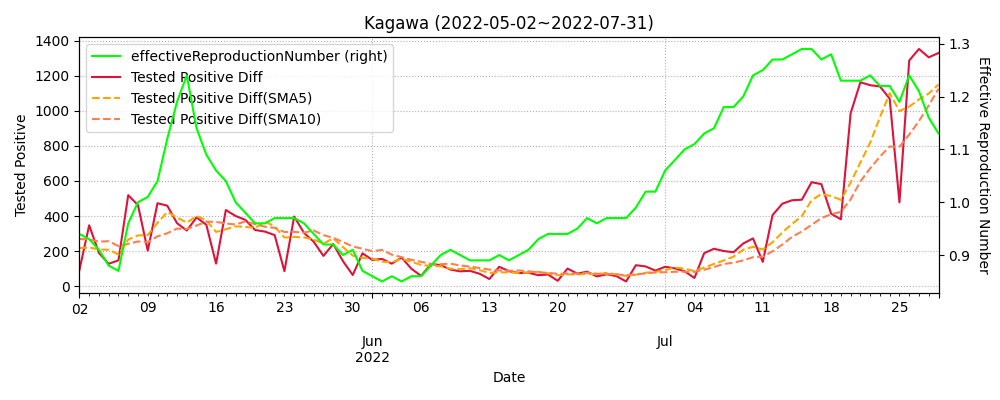 Kagawa (2022-05-02~2022-07-31)
effectiveReproductionNumber (right)
Tested Positive Diff
Tested Positive Diff(SMA5)
Tested Positive Diff(SMA10)
Tested Positive
1400
1200
1000
800
600
400
200
0
1.3
1.2
1.1
1.0
0.9
Effective Reproduction Number
02 09 16 23 30 06 13 20 27 04 11 18 25
Jun Jul
2022
Date